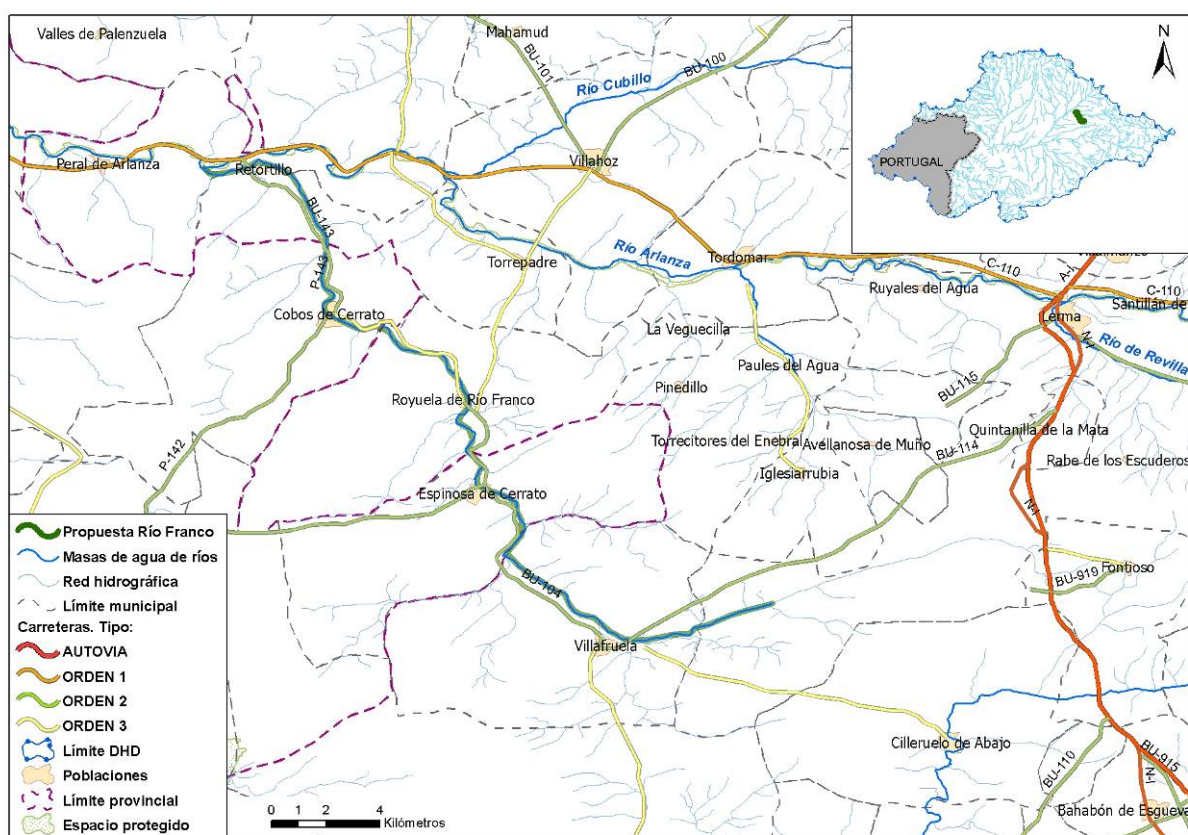 Valles de Palenzuela
Mahamud
BU-101
BU-100
Río Cubillo
N
PORTUGAL
Peral de Arlanza
Retortillo
Villahoz
BU-143
P-143
Torrepadre
Río Arlanza
Tordomar
C-110
A-I
C-110
Ruyales del Agua
Santillán de
Lerma
N-I
Río de Revilla
Cobos de Cerrato
La Veguecilla
Paules del Agua
BU-115
Pinedillo
Royuela de Río Franco
P-142
Torrecitores del Enebral
Avellanosa de Muño
Quintanilla de la Mata
BU-114
Rabe de los Escuderos
Iglesiarrubia
Espinosa de Cerrato
N-I
BU-104
BU-919
Fontioso
Villafruela
Cilleruelo de Abajo
BU-110
BU-915
N-I
Bahabón de Esgueva
Propuesta Río Franco
Masas de agua de ríos
Red hidrográfica
Límite municipal
Carreteras. Tipo:
AUTOVIA
ORDEN 1
ORDEN 2
ORDEN 3
Límite DHD
Poblaciones
Límite provincial
Espacio protegido
0 1 2 4
Kilómetros